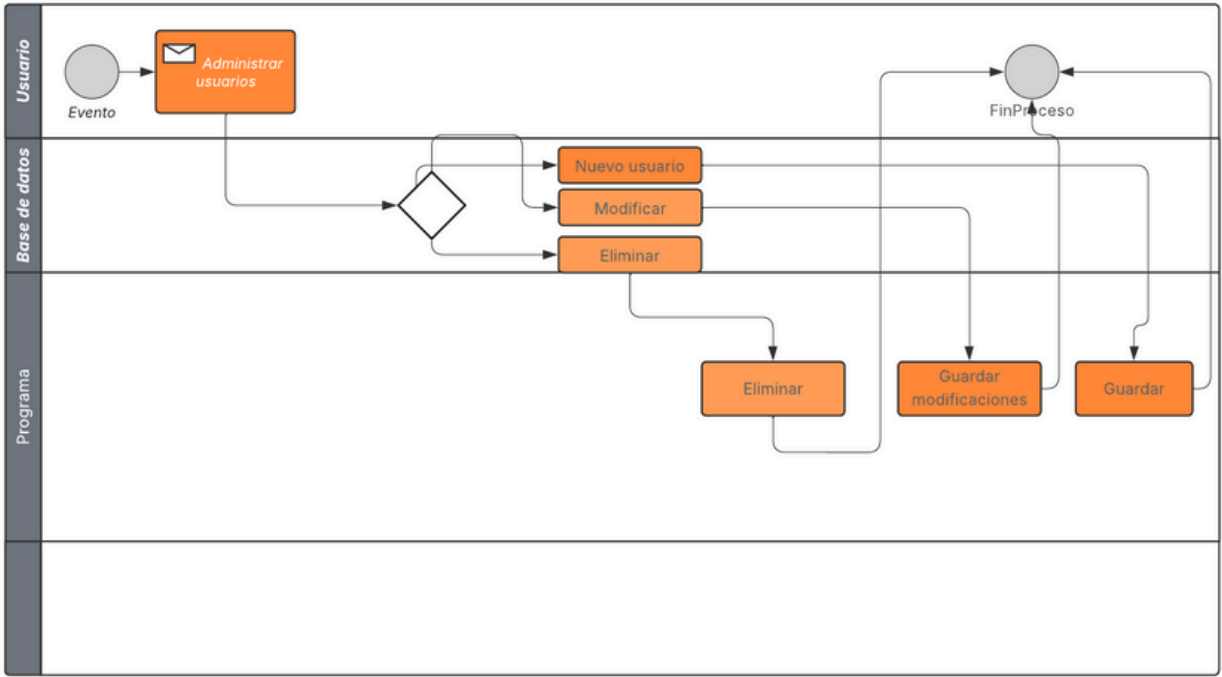 Usuario
Evento
Administrar
usuarios
FinProceso
Base de datos
Nuevo usuario
Modificar
Eliminar
Programa
Eliminar
Guardar
modificaciones
Guardar